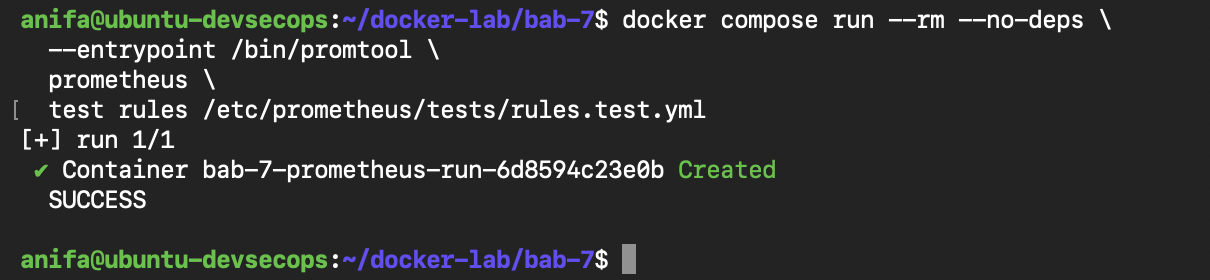 anifa@ubuntu-devsecops:~/docker-lab/bab-7$ docker compose run --rm --no-deps \
  --entrypoint /bin/promtool \
  prometheus \
[  test rules /etc/prometheus/tests/rules.test.yml
[+] run 1/1
 ✔ Container bab-7-prometheus-run-6d8594c23e0b Created
  SUCCESS
anifa@ubuntu-devsecops:~/docker-lab/bab-7$